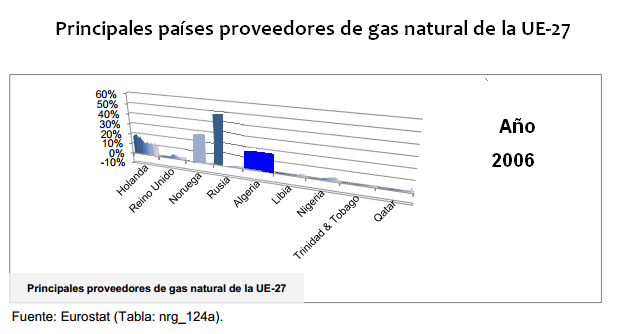 Principales países proveedores de gas natural de la UE-27
60%
50%
40%
30%
20%
10%
0%
-10%
Holanda
Reino Unido
Noruega
Rusia
Algeria
Libia
Nigeria
Trinidad & Tobago
Qatar
Año
2006
Principales proveedores de gas natural de la UE-27
Fuente: Eurostat (Tabla: nrg_124a).